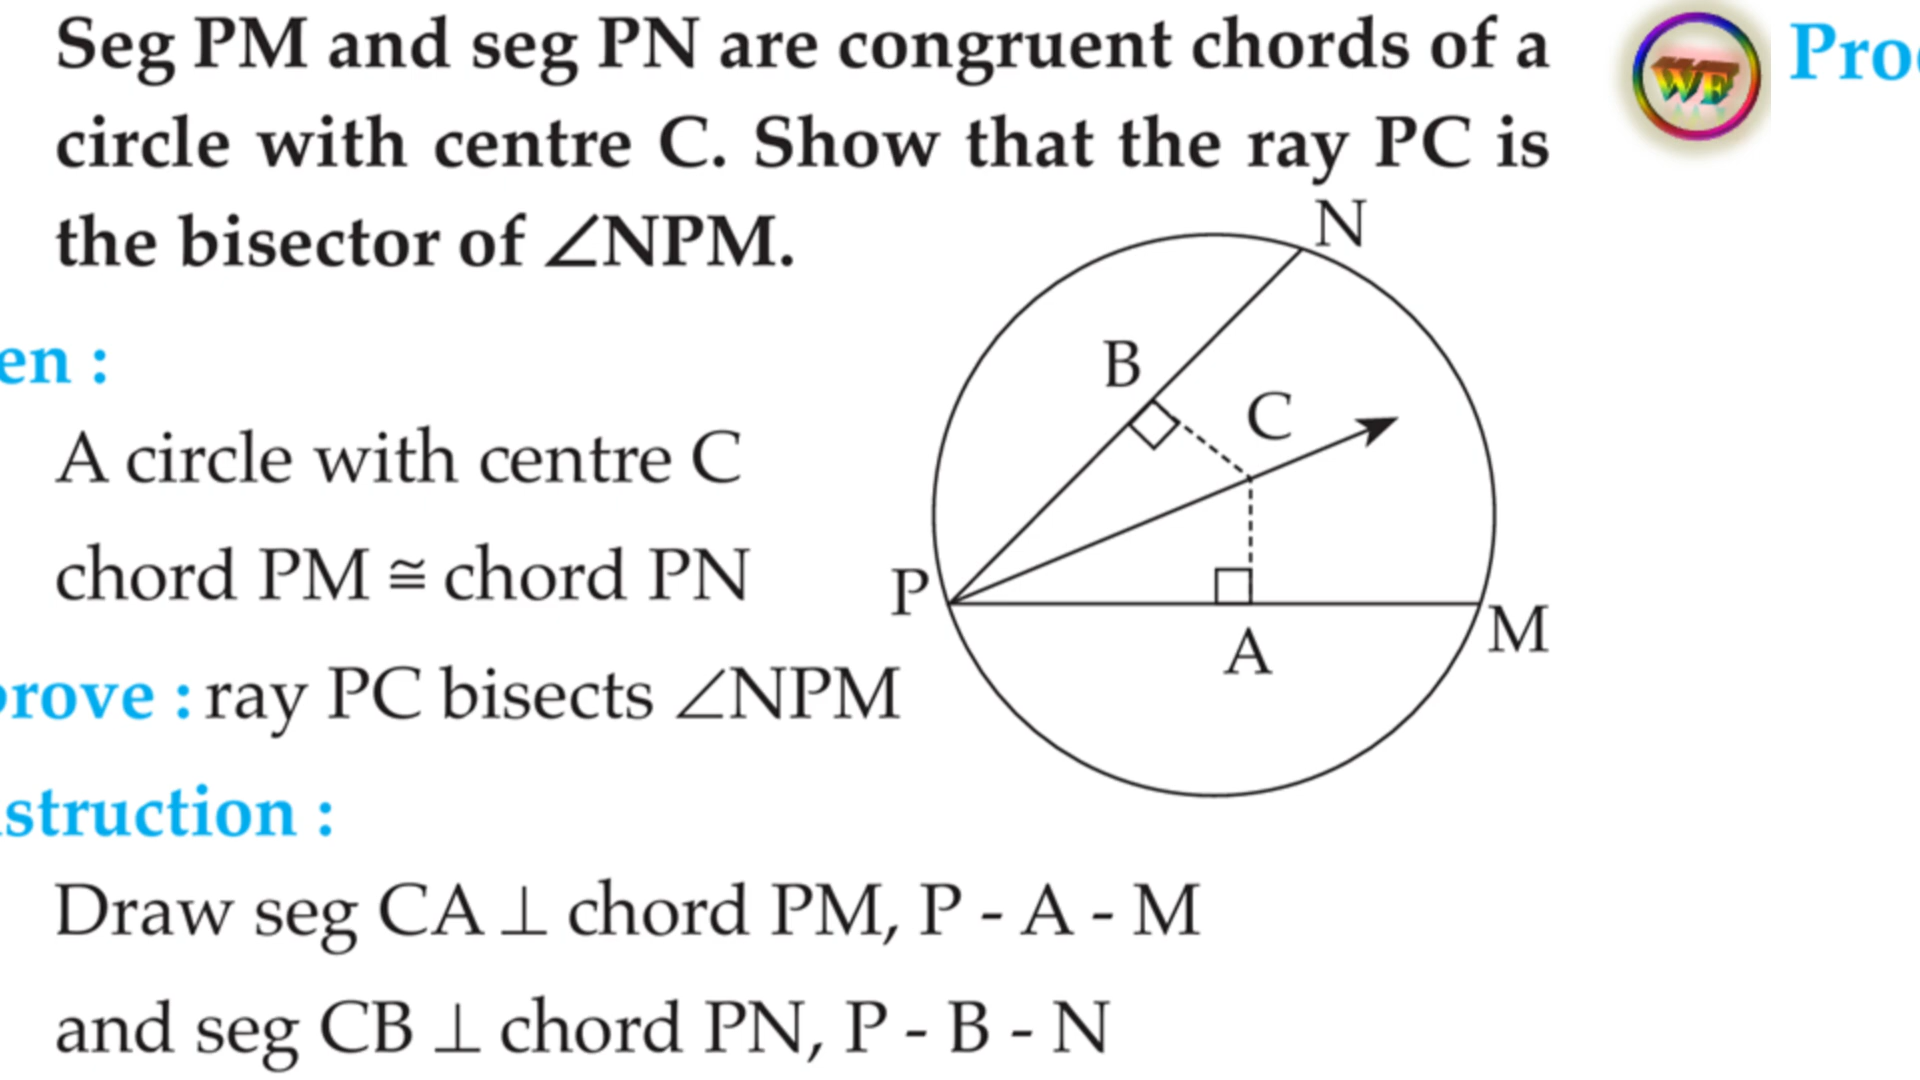 Seg PM and seg PN are congruent chords of a
circle with centre C. Show that the ray PC is
the bisector of ∠NPM.
en :
A circle with centre C
chord PM ≅ chord PN
prove : ray PC bisects ∠NPM
struction :
Draw seg CA ⊥ chord PM, P - A - M
and seg CB ⊥ chord PN, P - B - N
N
B
C
P
A
M
WF
Pro